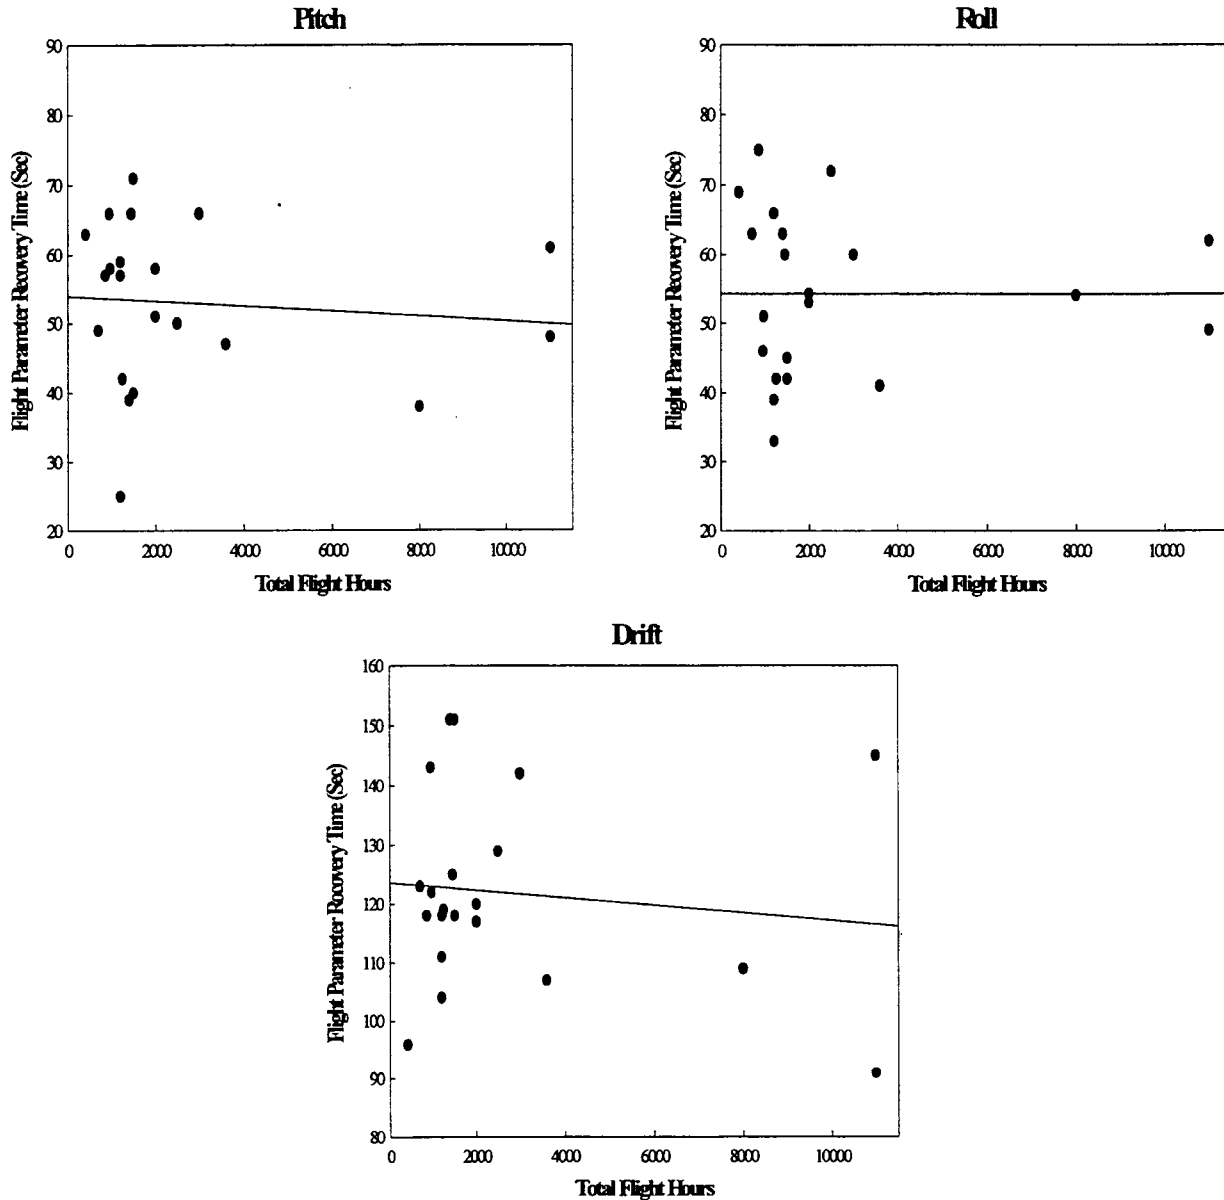 Pitch
90
80
70
60
50
40
30
20
0 2000 4000 6000 8000 10000
Flight Parameter Recovery Time (Sec)
Total Flight Hours
Roll
90
80
70
60
50
40
30
20
0 2000 4000 6000 8000 10000
Flight Parameter Recovery Time (Sec)
Total Flight Hours
Drift
160
150
140
130
120
110
100
90
80
0 2000 4000 6000 8000 10000
Flight Parameter Rocovery Time (Sec)
Total Flight Hours